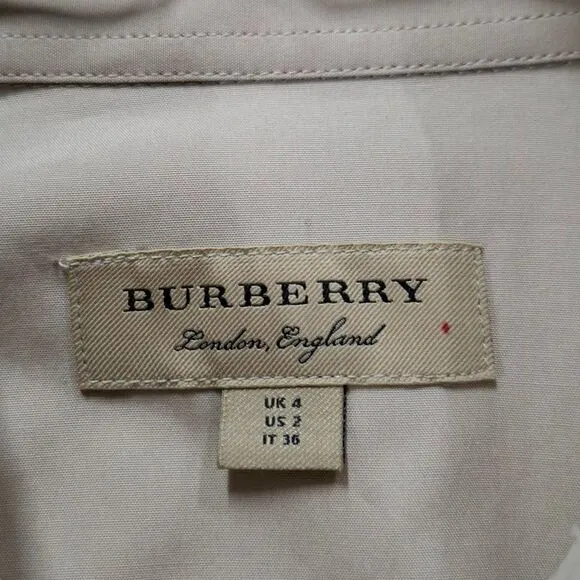 BURBERRY
London, England
UK 4
US 2
IT 36